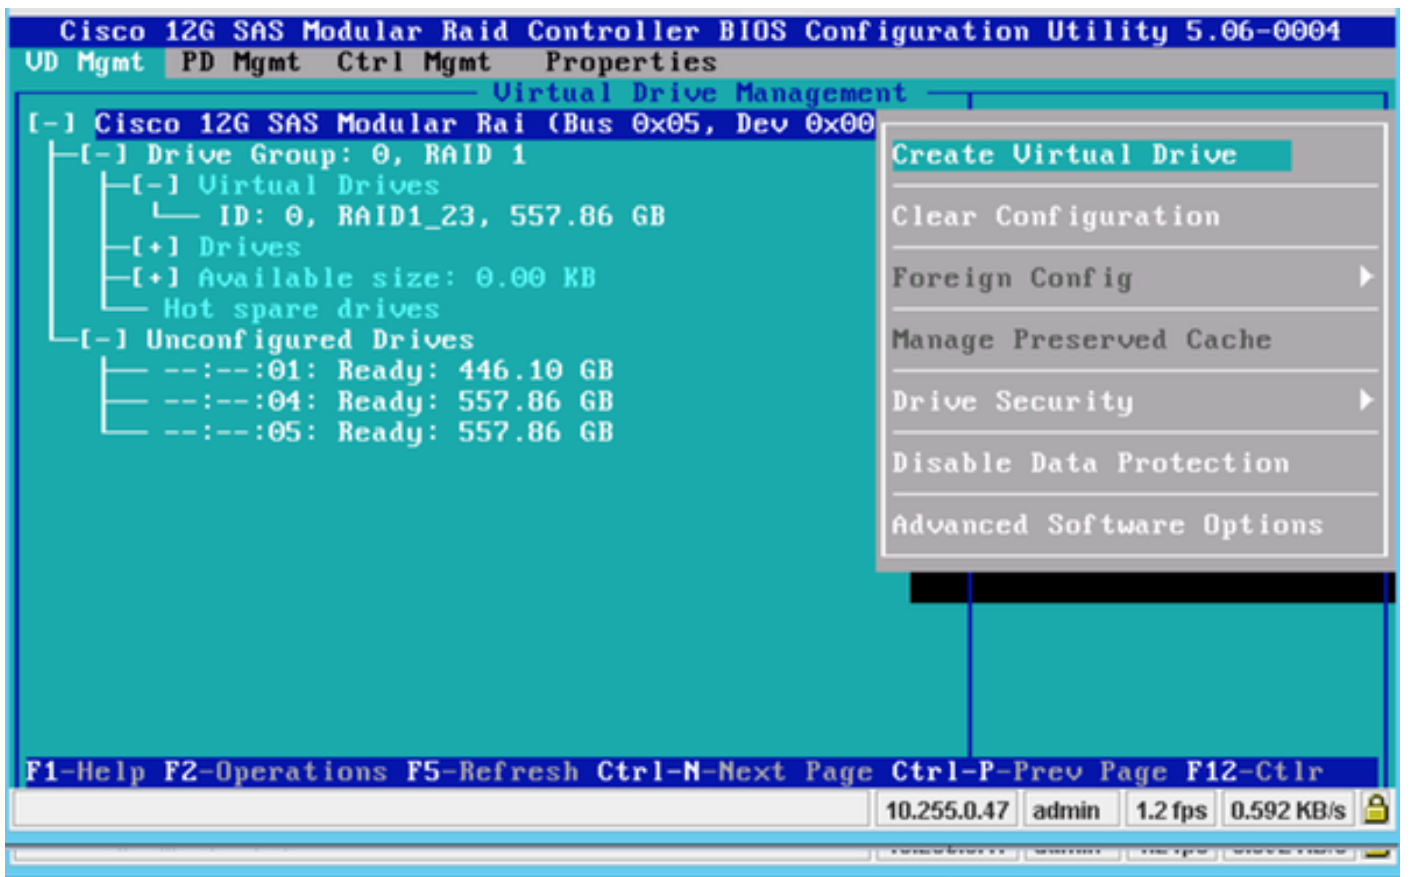 Cisco 12G SAS Modular Raid Controller BIOS Configuration Utility 5.06-0004
VD Mgmt PD Mgmt Ctrl Mgmt Properties
Virtual Drive Management
[-] Cisco 12G SAS Modular Rai (Bus 0x05, Dev 0x00
[-] Drive Group: 0, RAID 1
[-] Virtual Drives
ID: 0, RAID1_23, 557.86 GB
[+] Drives
[+] Available size: 0.00 KB
Hot spare drives
[-] Unconfigured Drives
--:--:01: Ready: 446.10 GB
--:--:04: Ready: 557.86 GB
--:--:05: Ready: 557.86 GB
Create Virtual Drive
Clear Configuration
Foreign Config
Manage Preserved Cache
Drive Security
Disable Data Protection
Advanced Software Options
F1-Help F2-Operations F5-Refresh Ctrl-N-Next Page Ctrl-P-Prev Page F12-Ctlr
10.255.0.47 admin 1.2 fps 0.592 KB/s